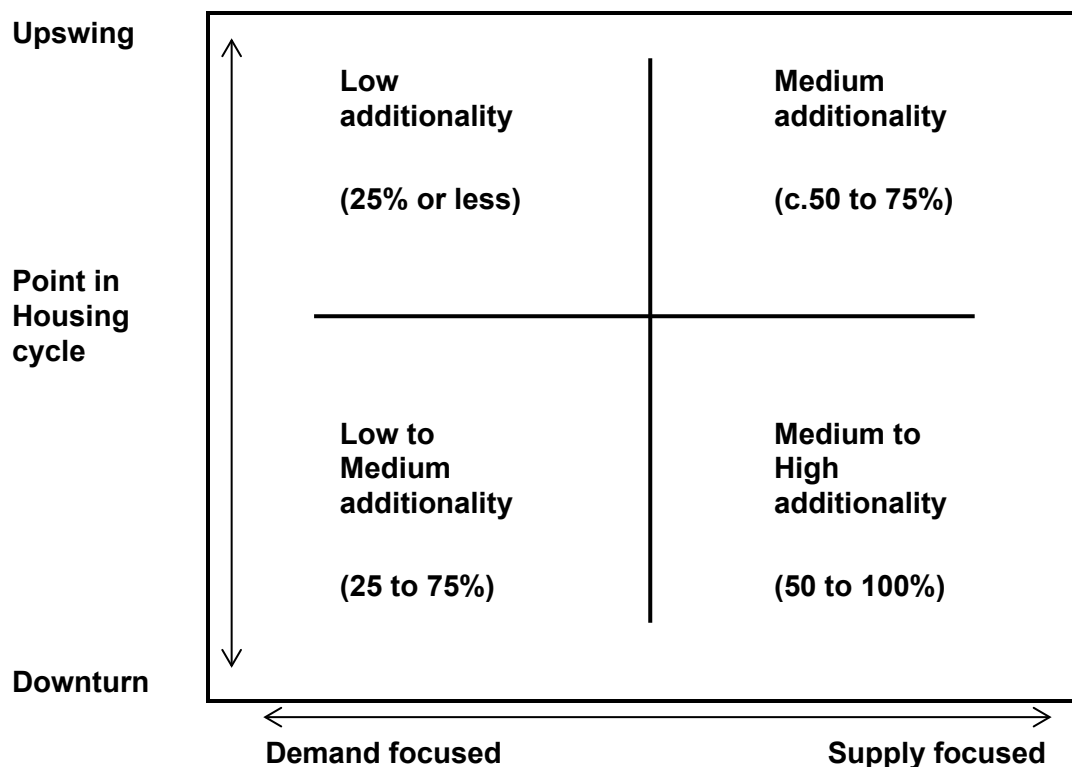 Upswing
Low
additionality
(25% or less)
Medium
additionality
(c.50 to 75%)
Point in
Housing
cycle
Low to
Medium
additionality
(25 to 75%)
Medium to
High
additionality
(50 to 100%)
Downturn
Demand focused
Supply focused